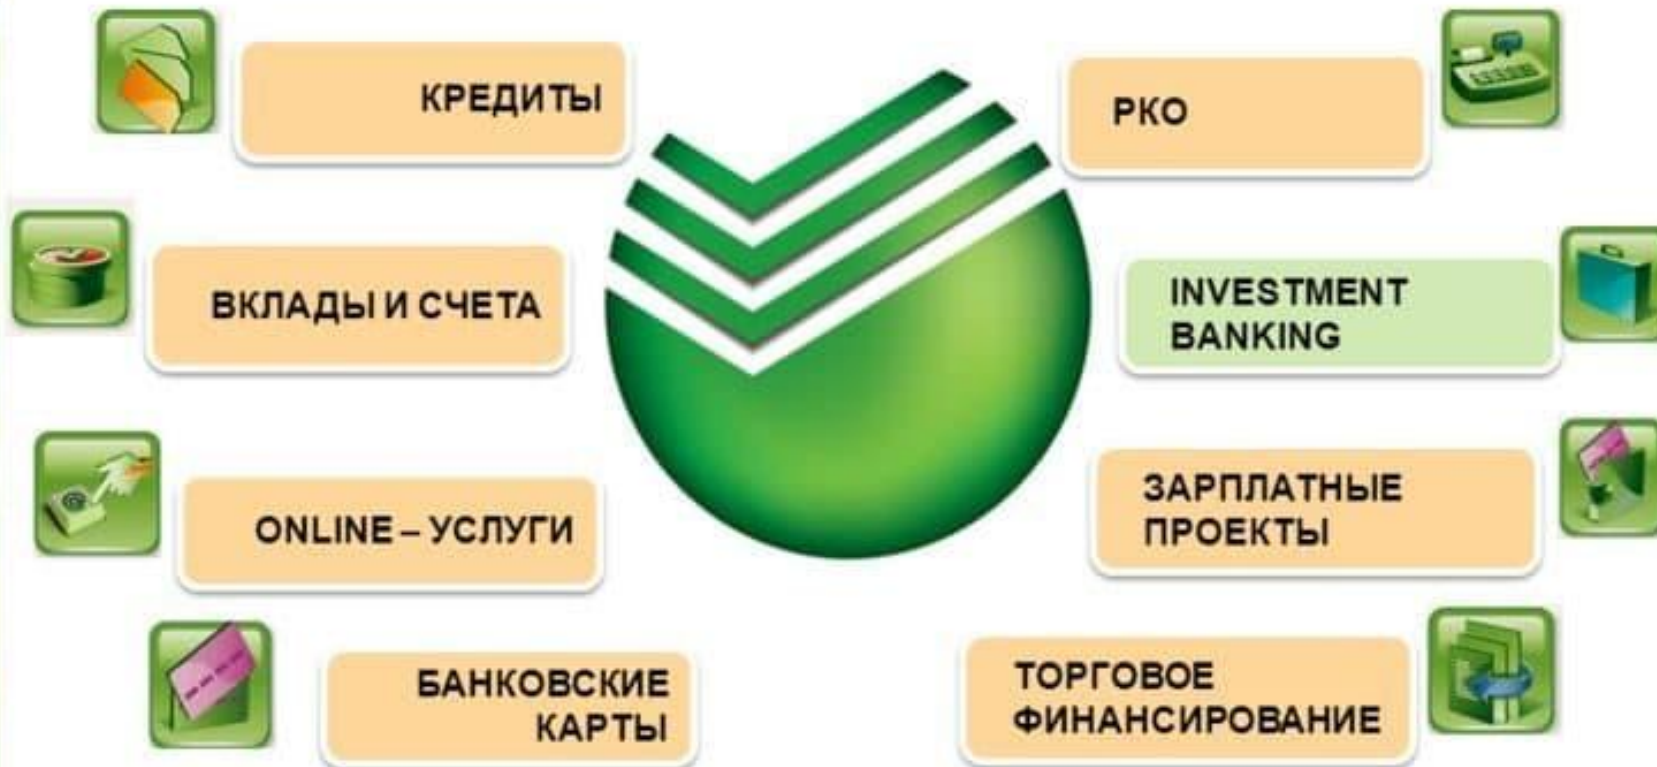 КРЕДИТЫ
ВКЛАДЫ И СЧЕТА
ONLINE – УСЛУГИ
БАНКОВСКИЕ
КАРТЫ
РКО
INVESTMENT
BANKING
ЗАРПЛАТНЫЕ
ПРОЕКТЫ
ТОРГОВОЕ
ФИНАНСИРОВАНИЕ